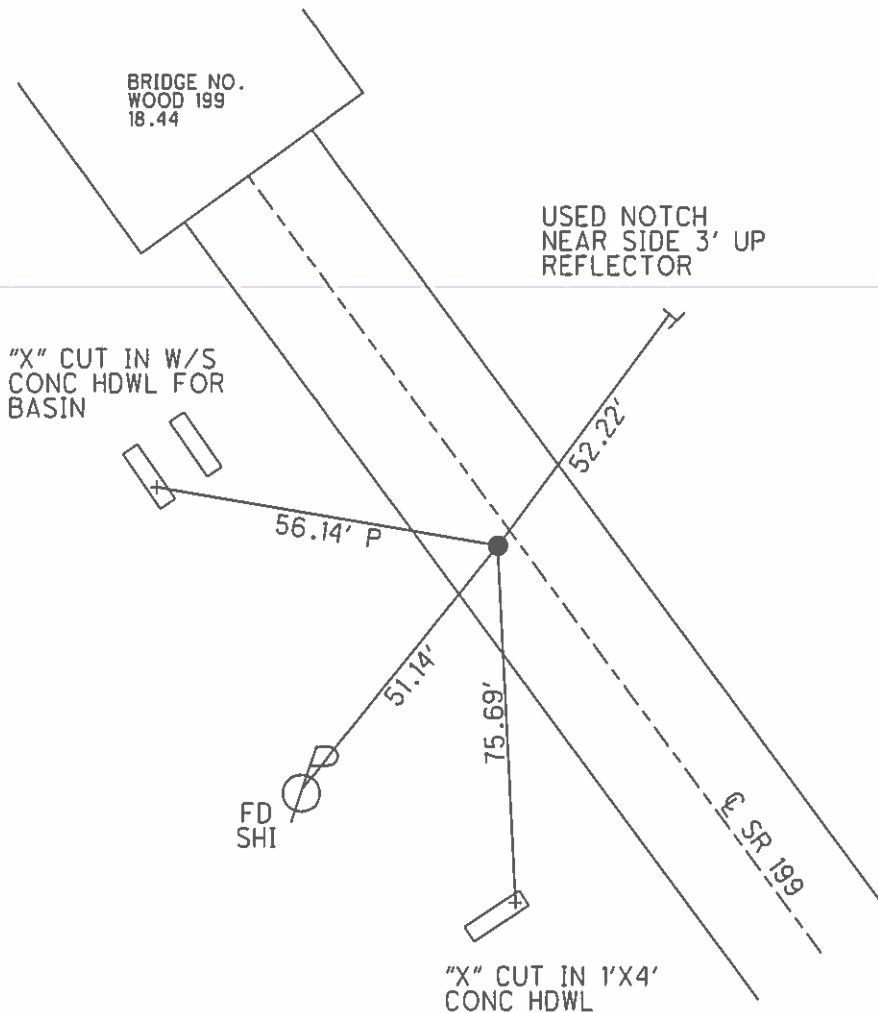 BRIDGE NO.
WOOD 199
18.44
USED NOTCH
NEAR SIDE 3' UP
REFLECTOR
"X" CUT IN W/S
CONC HDWL FOR
BASIN
52.22'
56.14' P
51.14'
75.69'
P
FD
SHI
℄ SR 199
"X" CUT IN 1'X4'
CONC HDWL